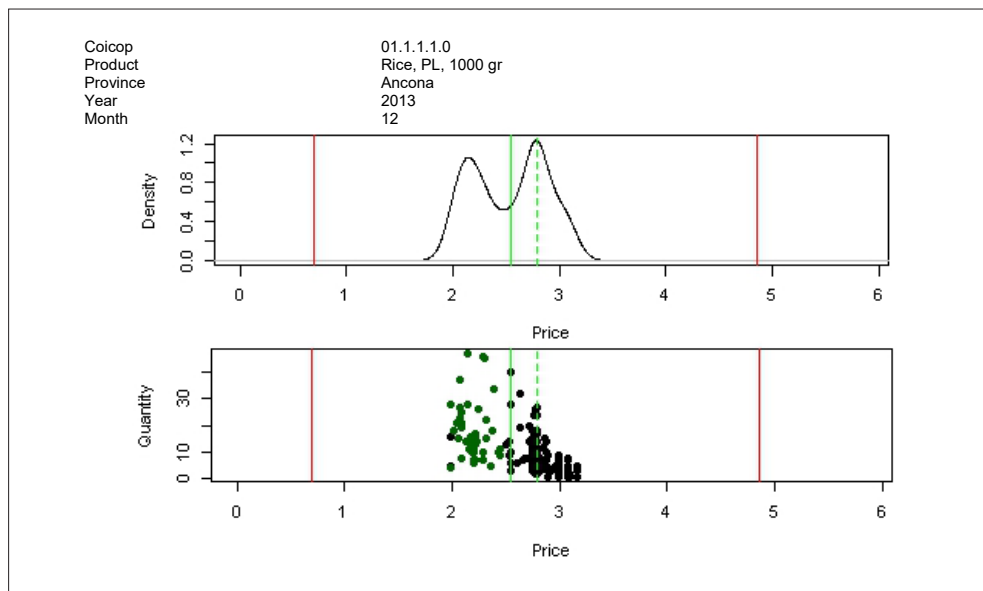 Coicop 01.1.1.1.0
Product Rice, PL, 1000 gr
Province Ancona
Year 2013
Month 12
Density
0.0 0.4 0.8 1.2
0 1 2 3 4 5 6
Price
Quantity
0 10 30
0 1 2 3 4 5 6
Price